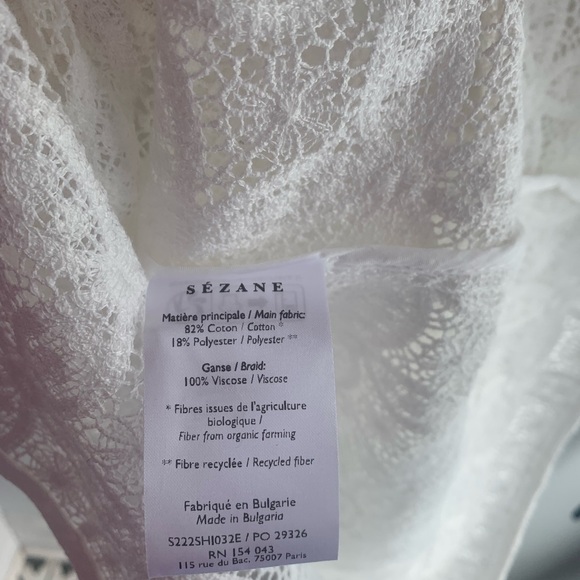 SÉZANE
Matière principale / Main fabric:
82% Coton / Cotton *
18% Polyester / Polyester **
Ganse / Braid:
100% Viscose / Viscose
* Fibres issues de l'agriculture
biologique /
Fiber from organic farming
** Fibre recyclée / Recycled fiber
Fabriqué en Bulgarie
Made in Bulgaria
S222SHJ032E / PO 29326
RN 154 043
115 rue du Bac, 75007 Paris